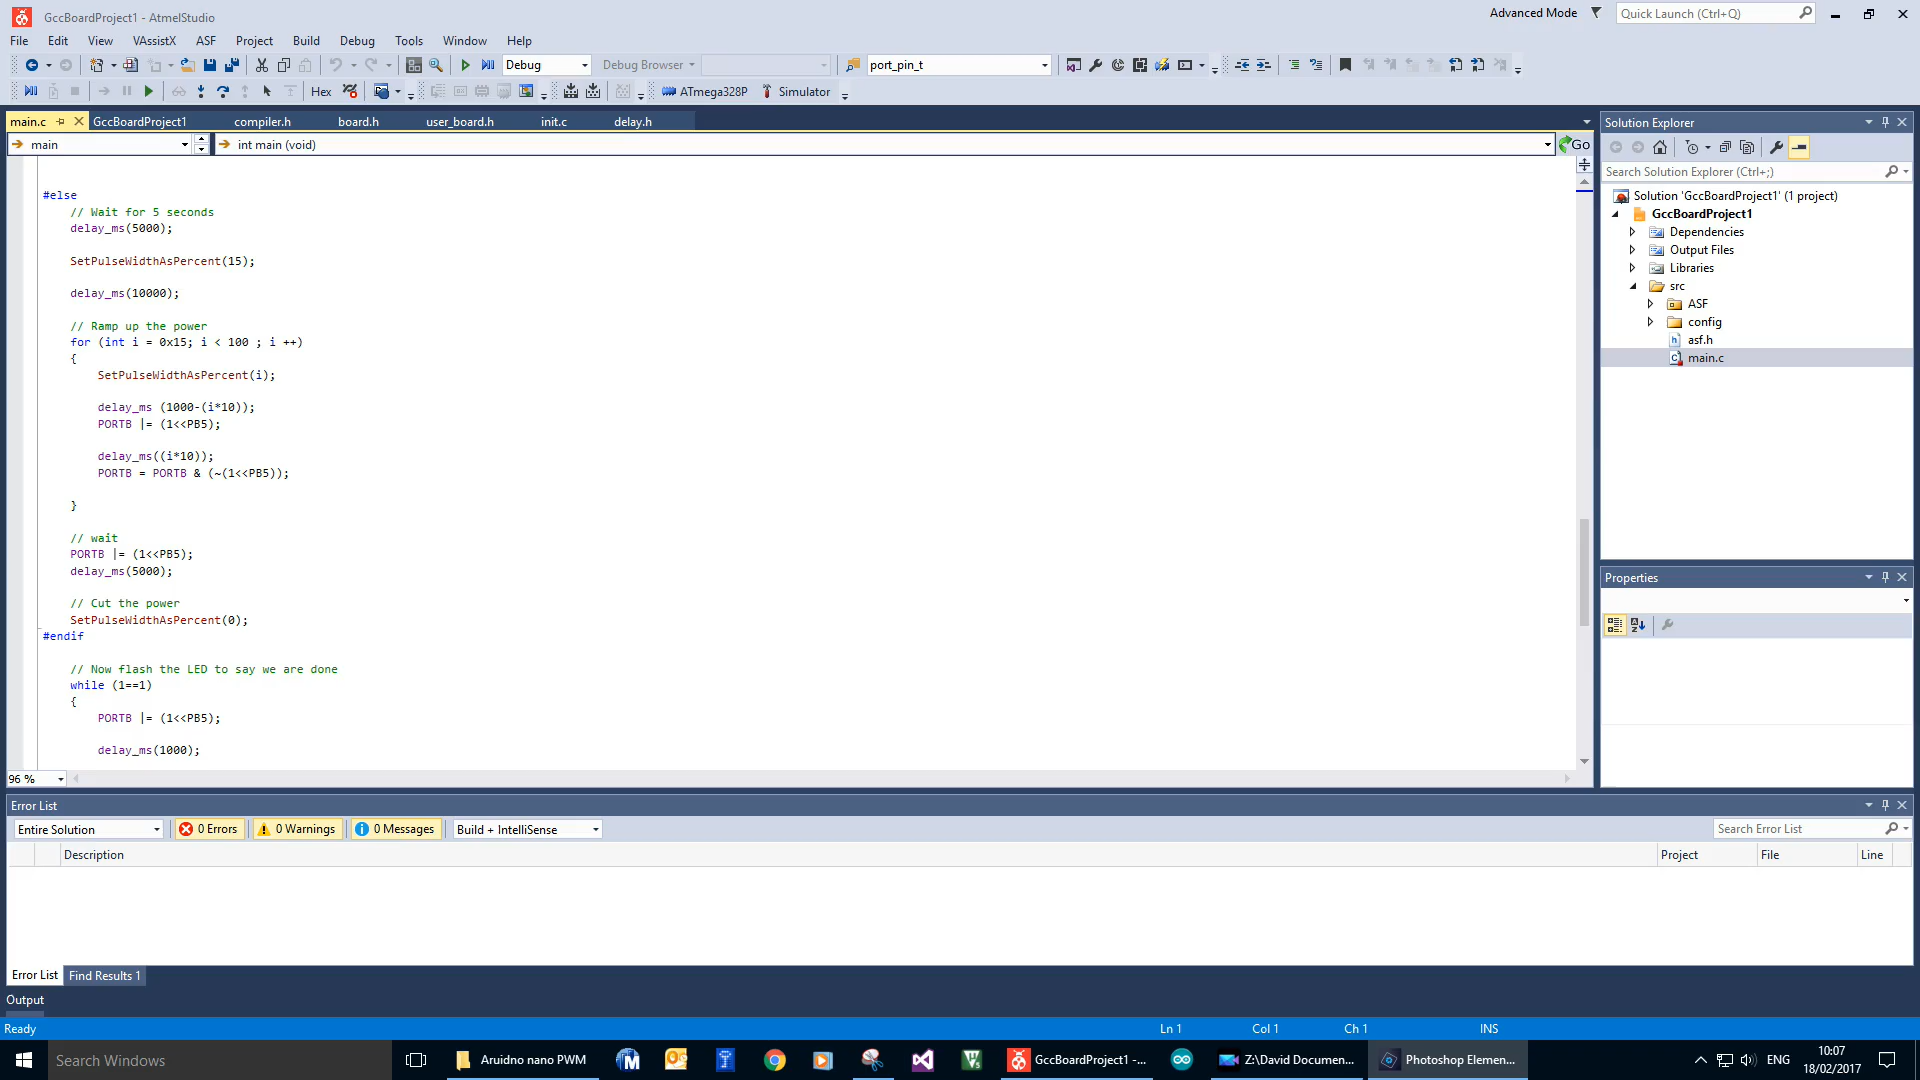 GccBoardProject1 - AtmelStudio
Advanced Mode
Quick Launch (Ctrl+Q)
File Edit View VAssistX ASF Project Build Debug Tools Window Help
Debug
Debug Browser
port_pin_t
Hex
ATmega328P
Simulator
main.c
GccBoardProject1
compiler.h
board.h
user_board.h
init.c
delay.h
main
int main (void)
Go
#else
// Wait for 5 seconds
delay_ms(5000);
SetPulseWidthAsPercent(15);
delay_ms(10000);
// Ramp up the power
for (int i = 0x15; i < 100 ; i ++)
{
SetPulseWidthAsPercent(i);
delay_ms (1000-(i*10));
PORTB |= (1<<PB5);
delay_ms((i*10));
PORTB = PORTB & (~(1<<PB5));
}
// wait
PORTB |= (1<<PB5);
delay_ms(5000);
// Cut the power
SetPulseWidthAsPercent(0);
#endif
// Now flash the LED to say we are done
while (1==1)
{
PORTB |= (1<<PB5);
delay_ms(1000);
96 %
Solution Explorer
Search Solution Explorer (Ctrl+;)
Solution 'GccBoardProject1' (1 project)
GccBoardProject1
Dependencies
Output Files
Libraries
src
ASF
config
asf.h
main.c
Properties
Error List
Entire Solution
0 Errors
0 Warnings
0 Messages
Build + IntelliSense
Search Error List
Description Project File Line
Error List
Find Results 1
Output
Ready
Ln 1
Col 1
Ch 1
INS
Search Windows
Aruidno nano PWM
GccBoardProject1 -...
Z:\David Documen...
Photoshop Elemen...
ENG
10:07
18/02/2017